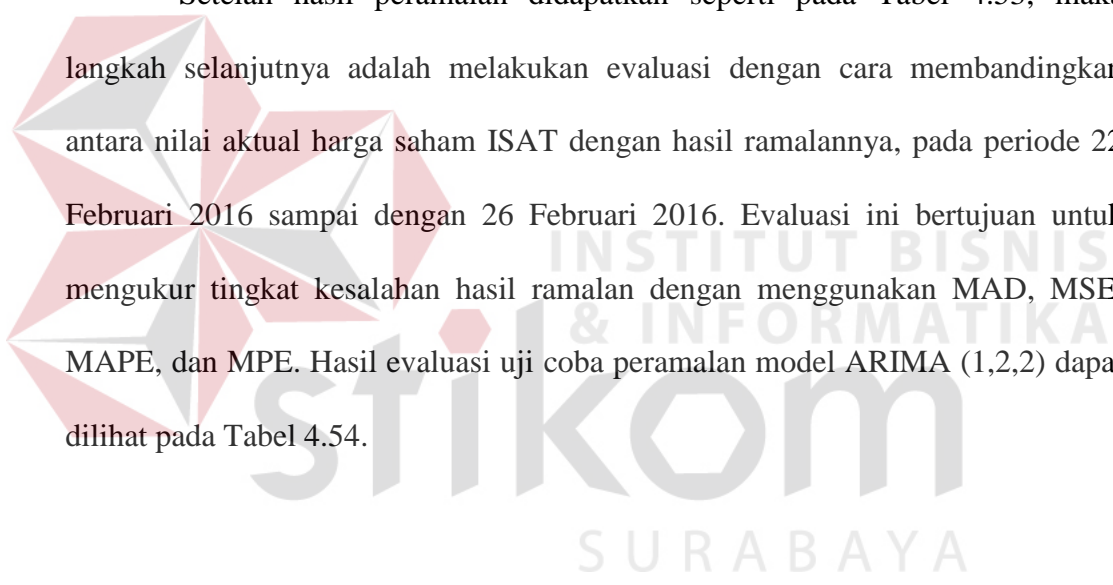 Setelah hasil peramalan didapatkan seperti pada Tabel 4.53, maka
langkah selanjutnya adalah melakukan evaluasi dengan cara membandingkan
antara nilai aktual harga saham ISAT dengan hasil ramalannya, pada periode 22
Februari 2016 sampai dengan 26 Februari 2016. Evaluasi ini bertujuan untuk
INSTITUT BISNIS
mengukur tingkat kesalahan hasil ramalan dengan menggunakan MAD, MSE
& INFORMATIKA
MAPE, dan MPE. Hasil evaluasi uji coba peramalan model ARIMA (1,2,2) dapa
dilihat pada Tabel 4.54.
stikom
SURABAYA